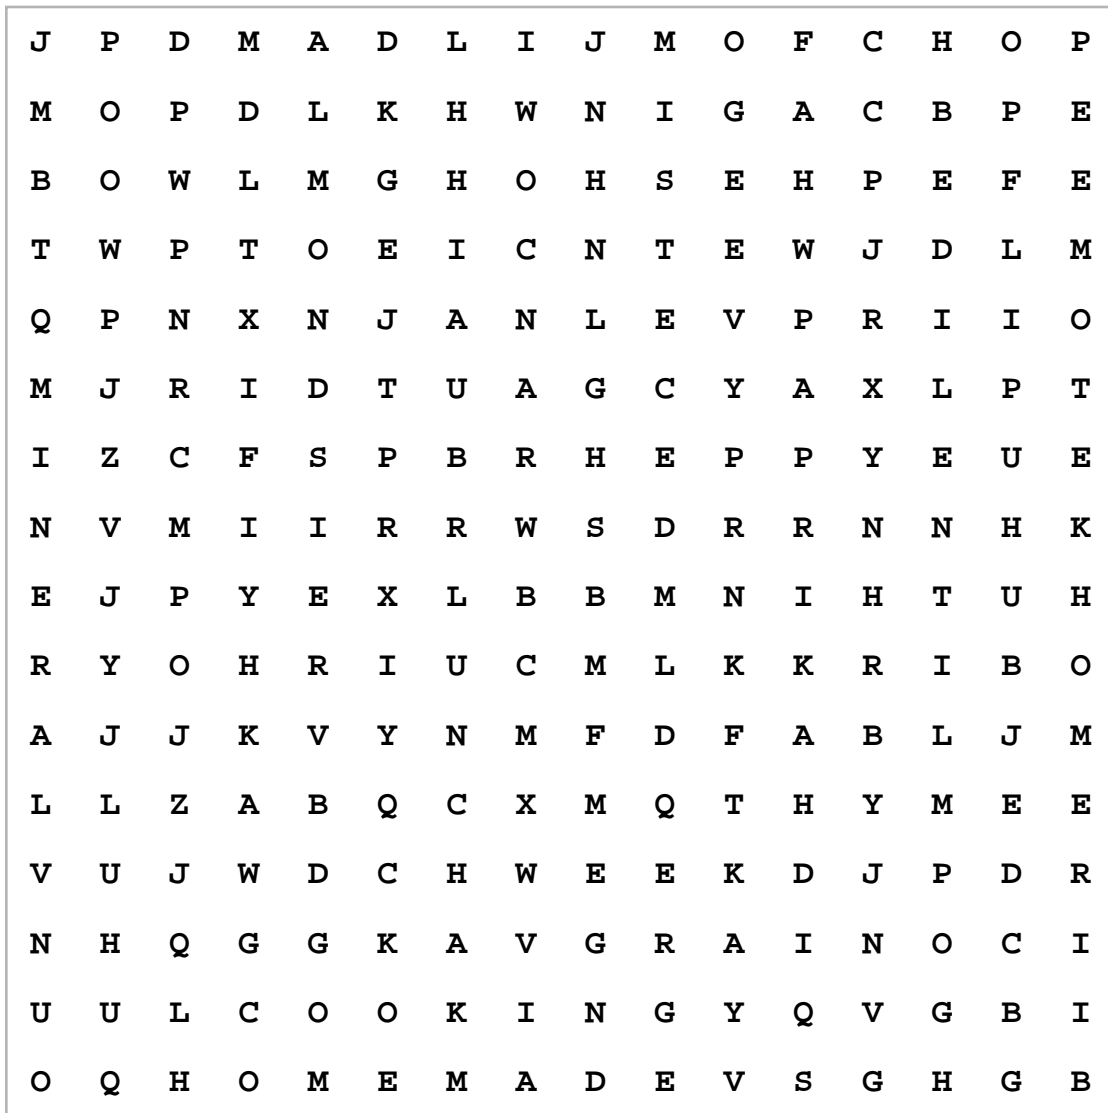 J P D M A D L I J M O F C H O P
M O P D L K H W N I G A C B P E
B O W L M G H O H S E H P E F E
T W P T O E I C N T E W J D L M
Q P N X N J A N L E V P R I I O
M J R I D T U A G C Y A X L P T
I Z C F S P B R H E P P Y E U E
N V M I I R R W S D R R N N H K
E J P Y E X L B B M N I H T U H
R Y O H R I U C M L K K R I B O
A J J K V Y N M F D F A B L J M
L L Z A B Q C X M Q T H Y M E E
V U J W D C H W E E K D J P D R
N H Q G G K A V G R A I N O C I
U U L C O O K I N G Y Q V G B I
O Q H O M E M A D E V S G H G B